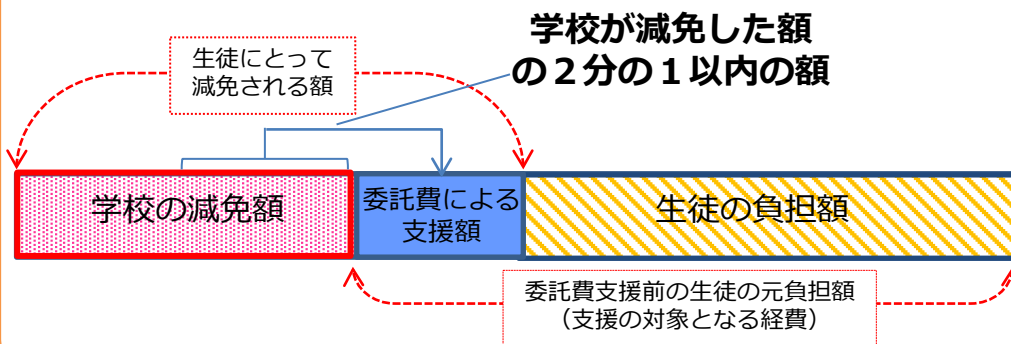 学校が減免した額
の２分の１以内の額
生徒にとって
減免される額
学校の減免額
委託費による
支援額
生徒の負担額
委託費支援前の生徒の元負担額
（支援の対象となる経費）